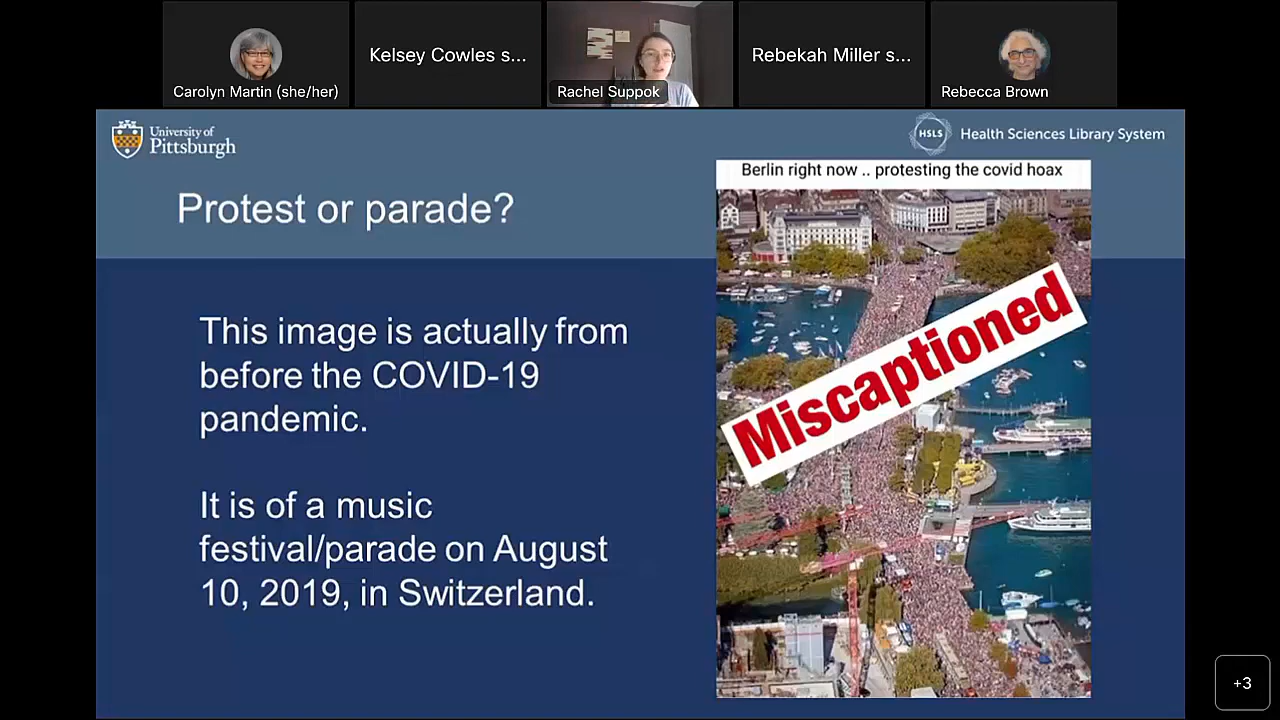 Carolyn Martin (she/her)
Kelsey Cowles s...
Rachel Suppok
Rebekah Miller s...
Rebecca Brown
University of
Pittsburgh
HSLS
Health Sciences Library System
Protest or parade?
Berlin right now .. protesting the covid hoax
Miscaptioned
This image is actually from
before the COVID-19
pandemic.
It is of a music
festival/parade on August
10, 2019, in Switzerland.
+3